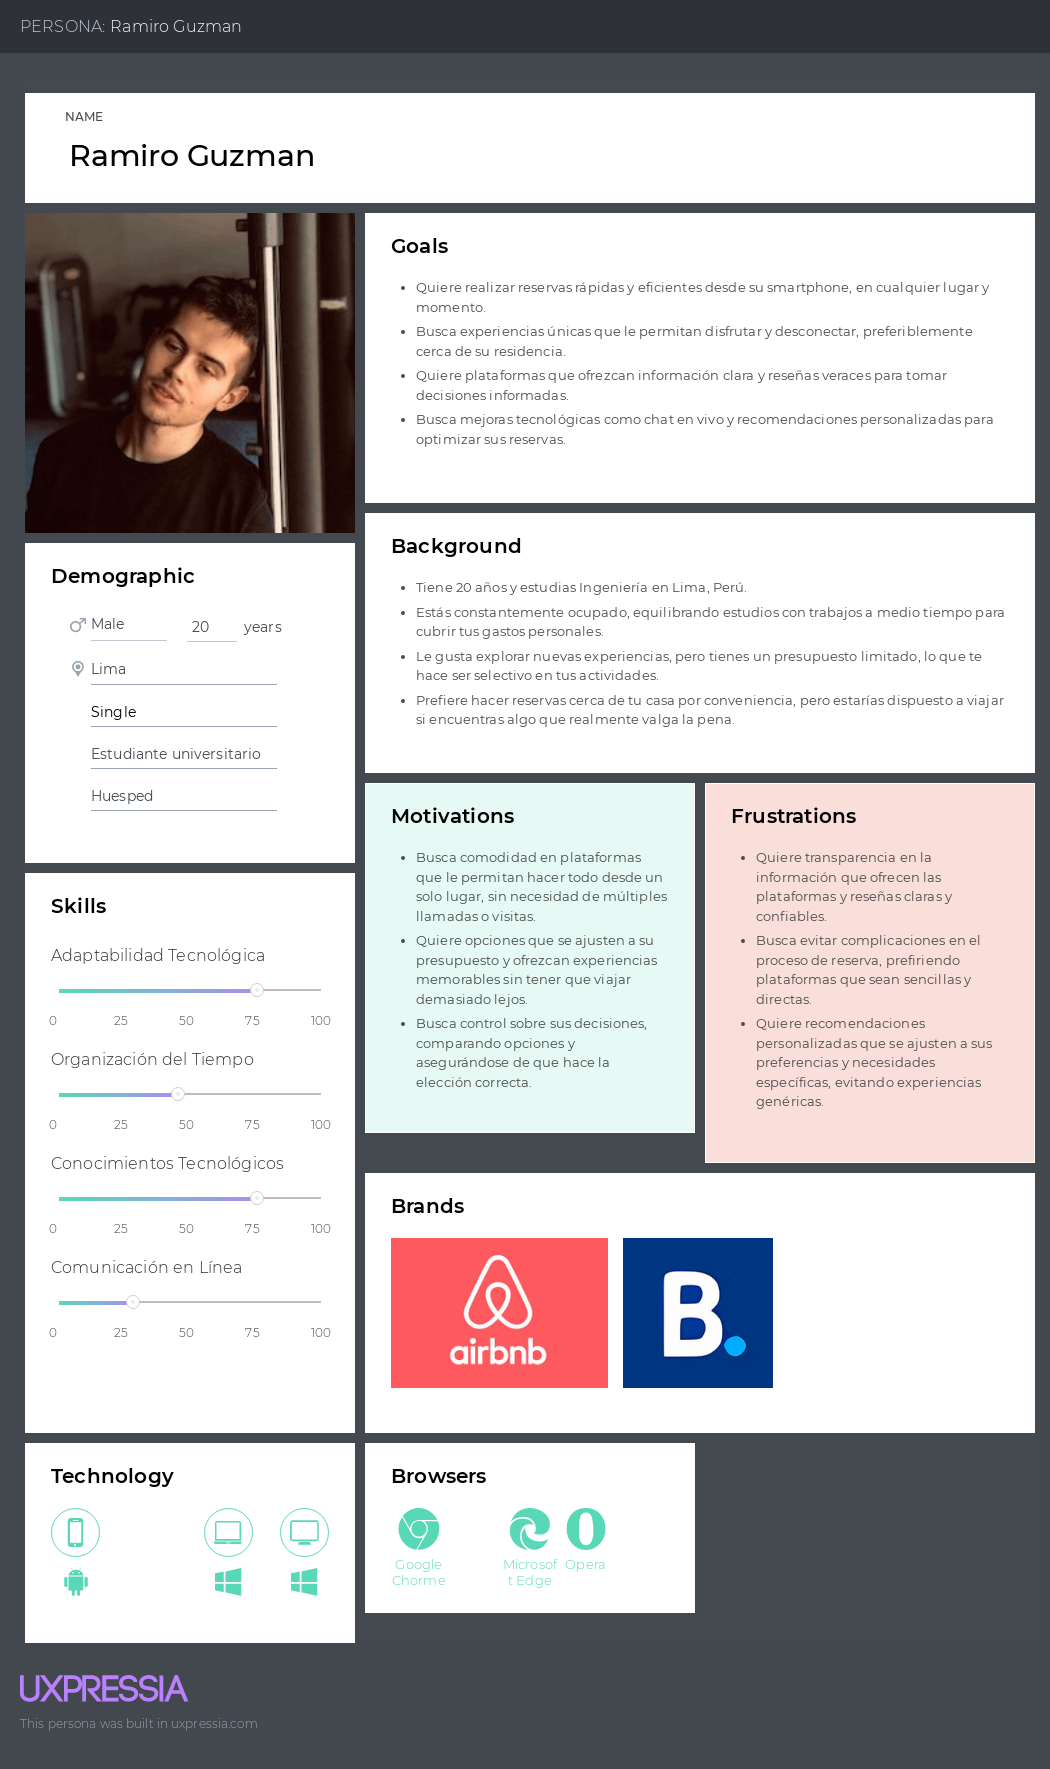 PERSONA: Ramiro Guzman
NAME
Ramiro Guzman
Goals
• Quiere realizar reservas rápidas y eficientes desde su smartphone, en cualquier lugar y
momento.
• Busca experiencias únicas que le permitan disfrutar y desconectar, preferiblemente
cerca de su residencia.
• Quiere plataformas que ofrezcan información clara y reseñas veraces para tomar
decisiones informadas.
• Busca mejoras tecnológicas como chat en vivo y recomendaciones personalizadas para
optimizar sus reservas.
Background
• Tiene 20 años y estudias Ingeniería en Lima, Perú.
• Estás constantemente ocupado, equilibrando estudios con trabajos a medio tiempo para
cubrir tus gastos personales.
• Le gusta explorar nuevas experiencias, pero tienes un presupuesto limitado, lo que te
hace ser selectivo en tus actividades.
• Prefiere hacer reservas cerca de tu casa por conveniencia, pero estarías dispuesto a viajar
si encuentras algo que realmente valga la pena.
Demographic
Male 20 years
Lima
Single
Estudiante universitario
Huesped
Motivations
• Busca comodidad en plataformas
que le permitan hacer todo desde un
solo lugar, sin necesidad de múltiples
llamadas o visitas.
• Quiere opciones que se ajusten a su
presupuesto y ofrezcan experiencias
memorables sin tener que viajar
demasiado lejos.
• Busca control sobre sus decisiones,
comparando opciones y
asegurándose de que hace la
elección correcta.
Frustrations
• Quiere transparencia en la
información que ofrecen las
plataformas y reseñas claras y
confiables.
• Busca evitar complicaciones en el
proceso de reserva, prefiriendo
plataformas que sean sencillas y
directas.
• Quiere recomendaciones
personalizadas que se ajusten a sus
preferencias y necesidades
específicas, evitando experiencias
genéricas.
Skills
Adaptabilidad Tecnológica
0 25 50 75 100
Organización del Tiempo
0 25 50 75 100
Conocimientos Tecnológicos
0 25 50 75 100
Comunicación en Línea
0 25 50 75 100
Brands
airbnb
B.
Technology
Browsers
Google
Chorme
Microsof
t Edge
Opera
UXPRESSIA
This persona was built in uxpressia.com